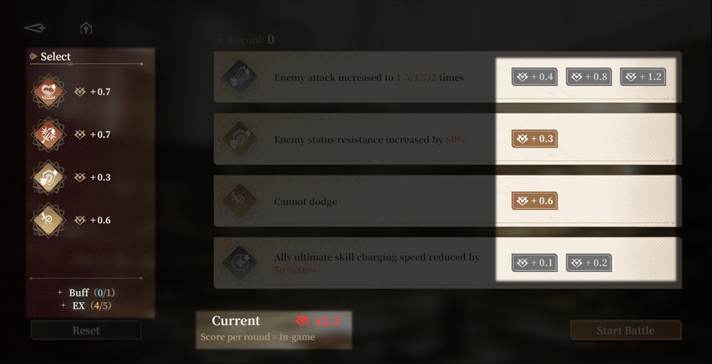 Record: 0
Select
+0.7
+0.7
+0.3
+0.6
+ Buff (0/1)
+ EX (4/5)
Reset
Enemy attack increased to 1.5/1.7/2 times
+0.4 +0.8 +1.2
Enemy status resistance increased by 60%
+0.3
Cannot dodge
+0.6
Ally ultimate skill charging speed reduced by
50%/60%
+0.1 +0.2
Current x3.3
Score per round = In-game
Start Battle